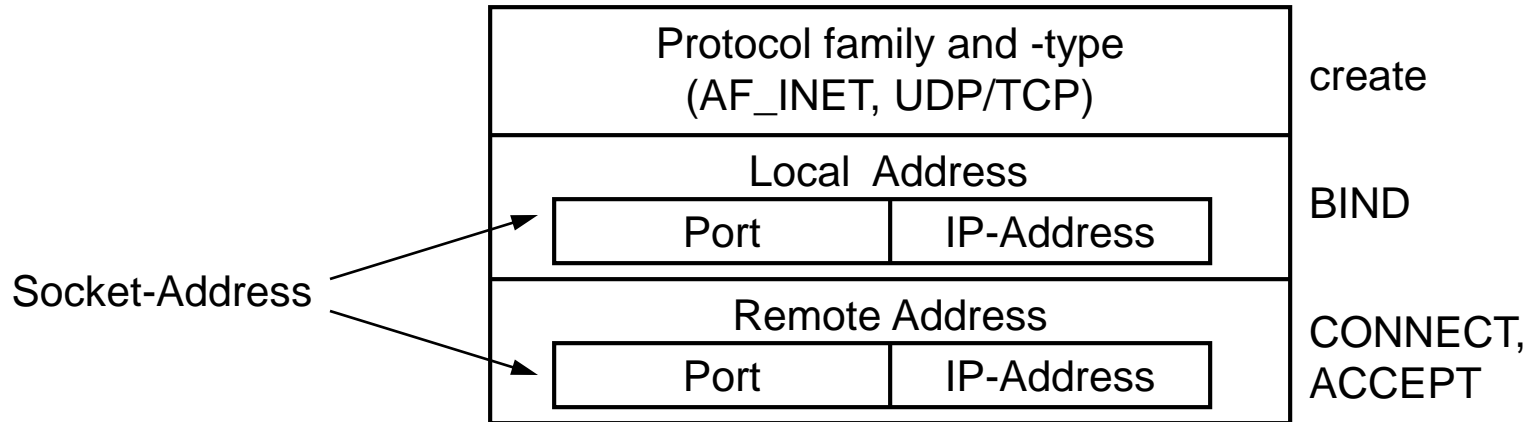 Protocol family and -type
(AF_INET, UDP/TCP)
create
Local Address
Port IP-Address
BIND
Socket-Address
Remote Address
Port IP-Address
CONNECT,
ACCEPT